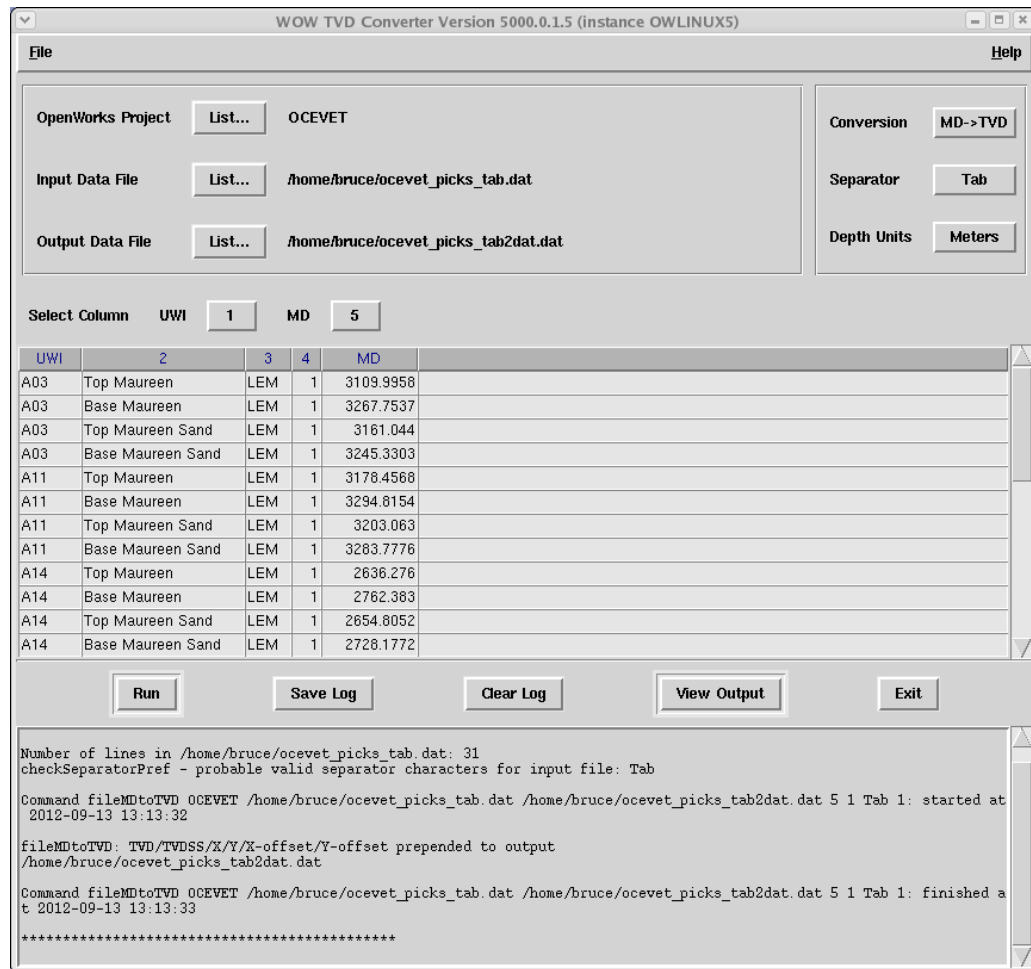 WOW TVD Converter Version 5000.0.1.5 (instance OWLINUX5)
File Help
OpenWorks Project List... OCEVET
Conversion MD->TVD
Input Data File List... /home/bruce/ocevet_picks_tab.dat
Separator Tab
Output Data File List... /home/bruce/ocevet_picks_tab2dat.dat
Depth Units Meters
Select Column UWI 1 MD 5
UWI 2 3 4 MD
A03 Top Maureen LEM 1 3109.9958
A03 Base Maureen LEM 1 3267.7537
A03 Top Maureen Sand LEM 1 3161.044
A03 Base Maureen Sand LEM 1 3245.3303
A11 Top Maureen LEM 1 3178.4568
A11 Base Maureen LEM 1 3294.8154
A11 Top Maureen Sand LEM 1 3203.063
A11 Base Maureen Sand LEM 1 3283.7776
A14 Top Maureen LEM 1 2636.276
A14 Base Maureen LEM 1 2762.383
A14 Top Maureen Sand LEM 1 2654.8052
A14 Base Maureen Sand LEM 1 2728.1772
Run Save Log Clear Log View Output Exit
Number of lines in /home/bruce/ocevet_picks_tab.dat: 31
checkSeparatorPref - probable valid separator characters for input file: Tab
Command fileMDtoTVD OCEVET /home/bruce/ocevet_picks_tab.dat /home/bruce/ocevet_picks_tab2dat.dat 5 1 Tab 1: started at
2012-09-13 13:13:32
fileMDtoTVD: TVD/TVDSS/X/Y/X-offset/Y-offset prepended to output
/home/bruce/ocevet_picks_tab2dat.dat
Command fileMDtoTVD OCEVET /home/bruce/ocevet_picks_tab.dat /home/bruce/ocevet_picks_tab2dat.dat 5 1 Tab 1: finished a
t 2012-09-13 13:13:33
*********************************************